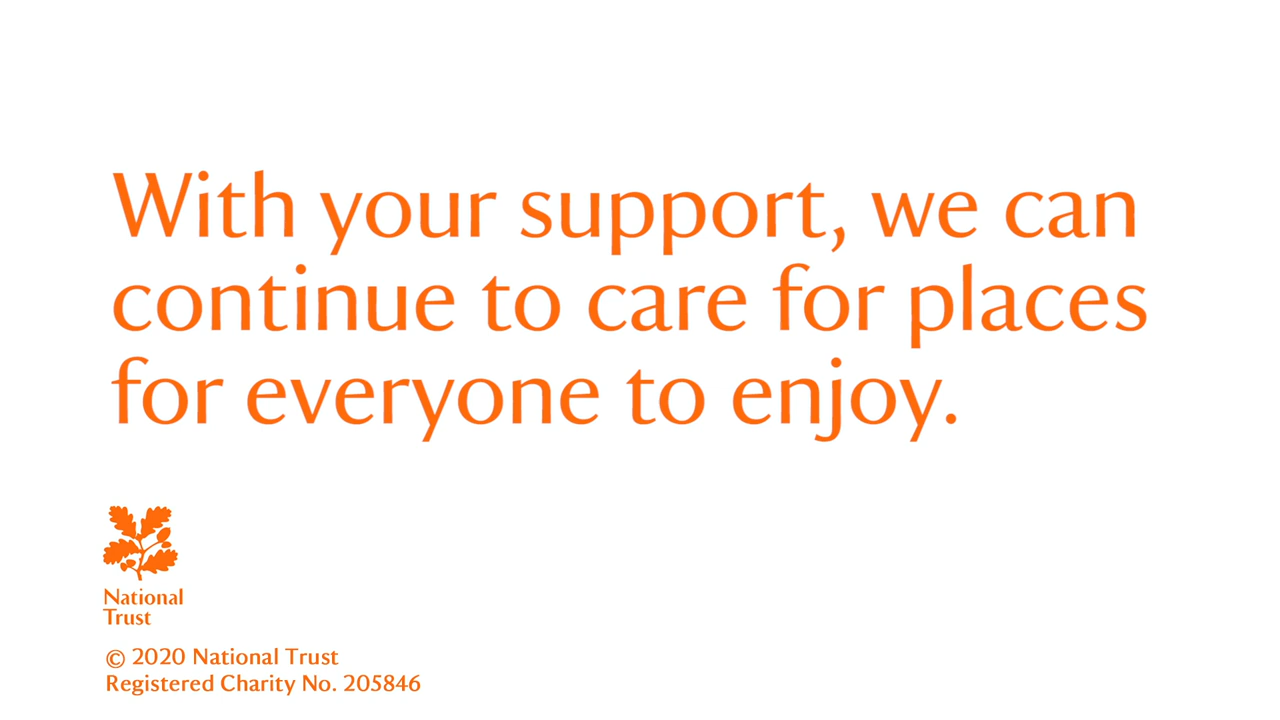 With your support, we can
continue to care for places
for everyone to enjoy.
National
Trust
© 2020 National Trust
Registered Charity No. 205846